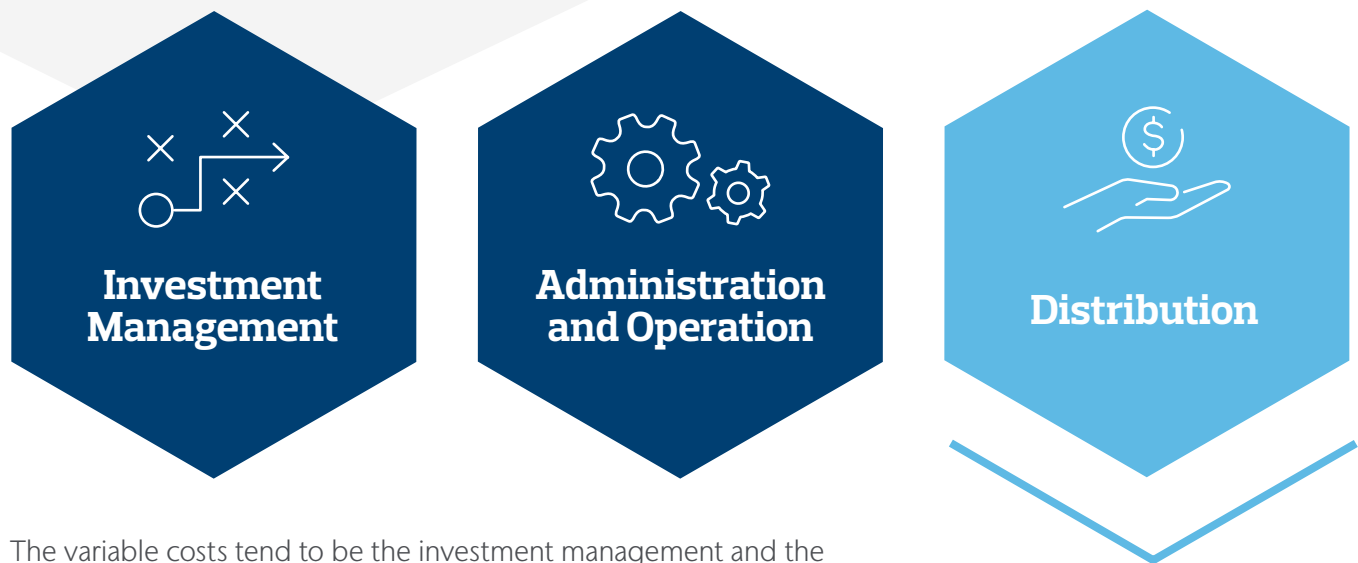 Investment
Management
Administration
and Operation
$
Distribution
The variable costs tend to be the investment management and the